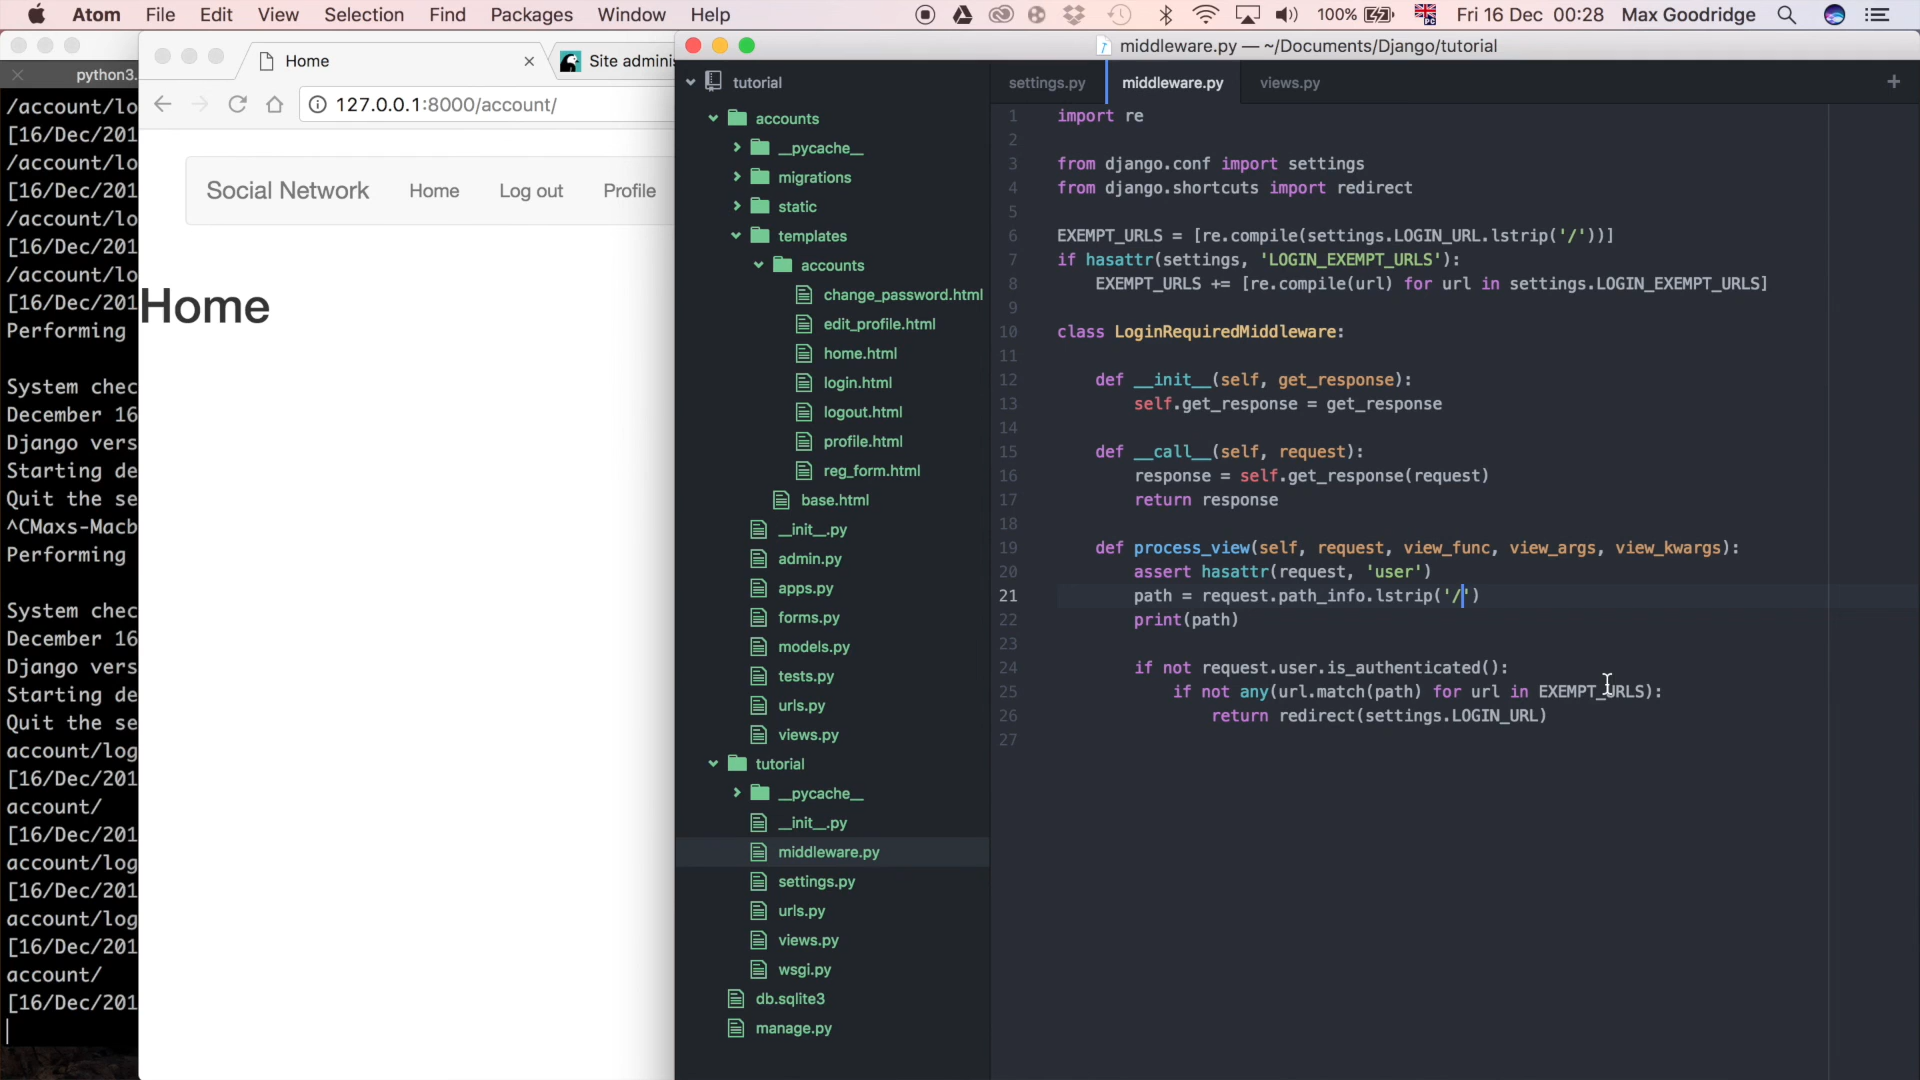 Atom File Edit View Selection Find Packages Window Help 100% Fri 16 Dec 00:28 Max Goodridge
python3.
/account/lo
[16/Dec/201
/account/lo
[16/Dec/201
/account/lo
[16/Dec/201
/account/lo
[16/Dec/201
Performing
System chec
December 16
Django vers
Starting de
Quit the se
^CMaxs-Macb
Performing
System chec
December 16
Django vers
Starting de
Quit the se
account/log
[16/Dec/201
account/
[16/Dec/201
account/log
[16/Dec/201
account/log
[16/Dec/201
account/
[16/Dec/201
Home
Site adminis
127.0.0.1:8000/account/
Social Network Home Log out Profile
Home
middleware.py — ~/Documents/Django/tutorial
tutorial
accounts
__pycache__
migrations
static
templates
accounts
change_password.html
edit_profile.html
home.html
login.html
logout.html
profile.html
reg_form.html
base.html
__init__.py
admin.py
apps.py
forms.py
models.py
tests.py
urls.py
views.py
tutorial
__pycache__
__init__.py
middleware.py
settings.py
urls.py
views.py
wsgi.py
db.sqlite3
manage.py
settings.py middleware.py views.py
1 import re
2
3 from django.conf import settings
4 from django.shortcuts import redirect
5
6 EXEMPT_URLS = [re.compile(settings.LOGIN_URL.lstrip('/'))]
7 if hasattr(settings, 'LOGIN_EXEMPT_URLS'):
8 EXEMPT_URLS += [re.compile(url) for url in settings.LOGIN_EXEMPT_URLS]
9
10 class LoginRequiredMiddleware:
11
12 def __init__(self, get_response):
13 self.get_response = get_response
14
15 def __call__(self, request):
16 response = self.get_response(request)
17 return response
18
19 def process_view(self, request, view_func, view_args, view_kwargs):
20 assert hasattr(request, 'user')
21 path = request.path_info.lstrip('/')
22 print(path)
23
24 if not request.user.is_authenticated():
25 if not any(url.match(path) for url in EXEMPT_URLS):
26 return redirect(settings.LOGIN_URL)
27